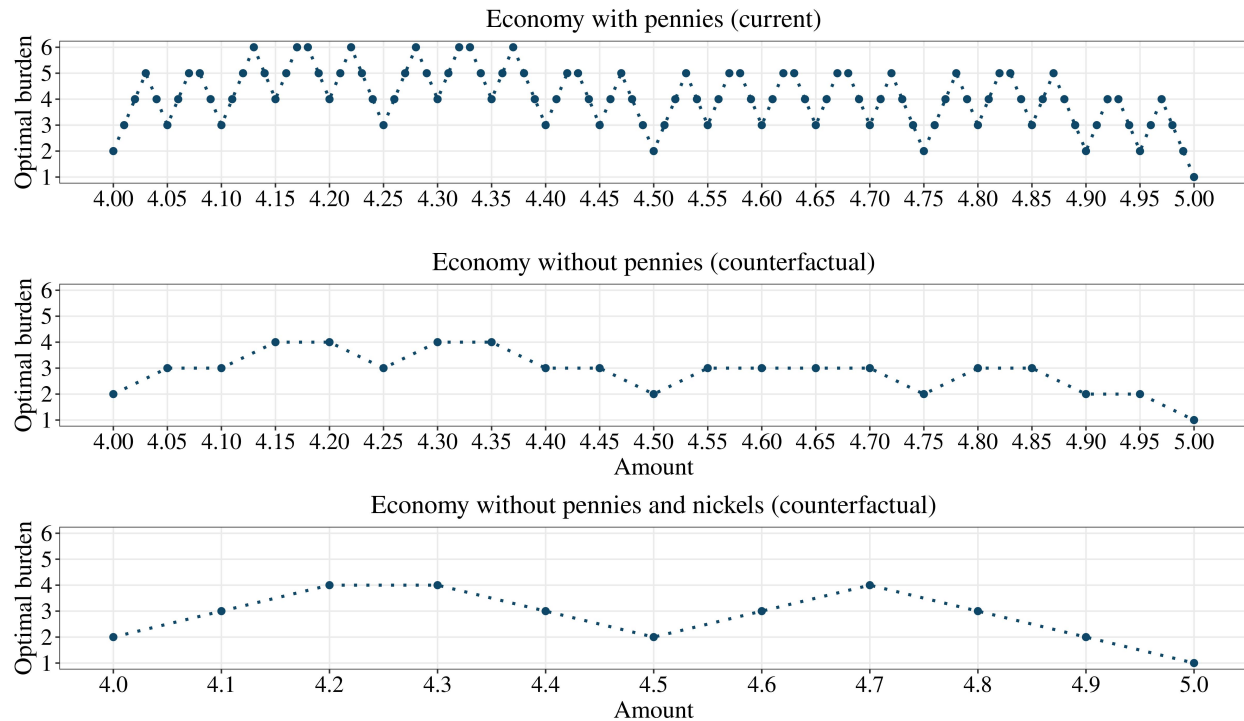 Economy with pennies (current)
Optimal burden
6
5
4
3
2
1
4.00 4.05 4.10 4.15 4.20 4.25 4.30 4.35 4.40 4.45 4.50 4.55 4.60 4.65 4.70 4.75 4.80 4.85 4.90 4.95 5.00
Economy without pennies (counterfactual)
Optimal burden
6
5
4
3
2
1
4.00 4.05 4.10 4.15 4.20 4.25 4.30 4.35 4.40 4.45 4.50 4.55 4.60 4.65 4.70 4.75 4.80 4.85 4.90 4.95 5.00
Amount
Economy without pennies and nickels (counterfactual)
Optimal burden
6
5
4
3
2
1
4.0 4.1 4.2 4.3 4.4 4.5 4.6 4.7 4.8 4.9 5.0
Amount